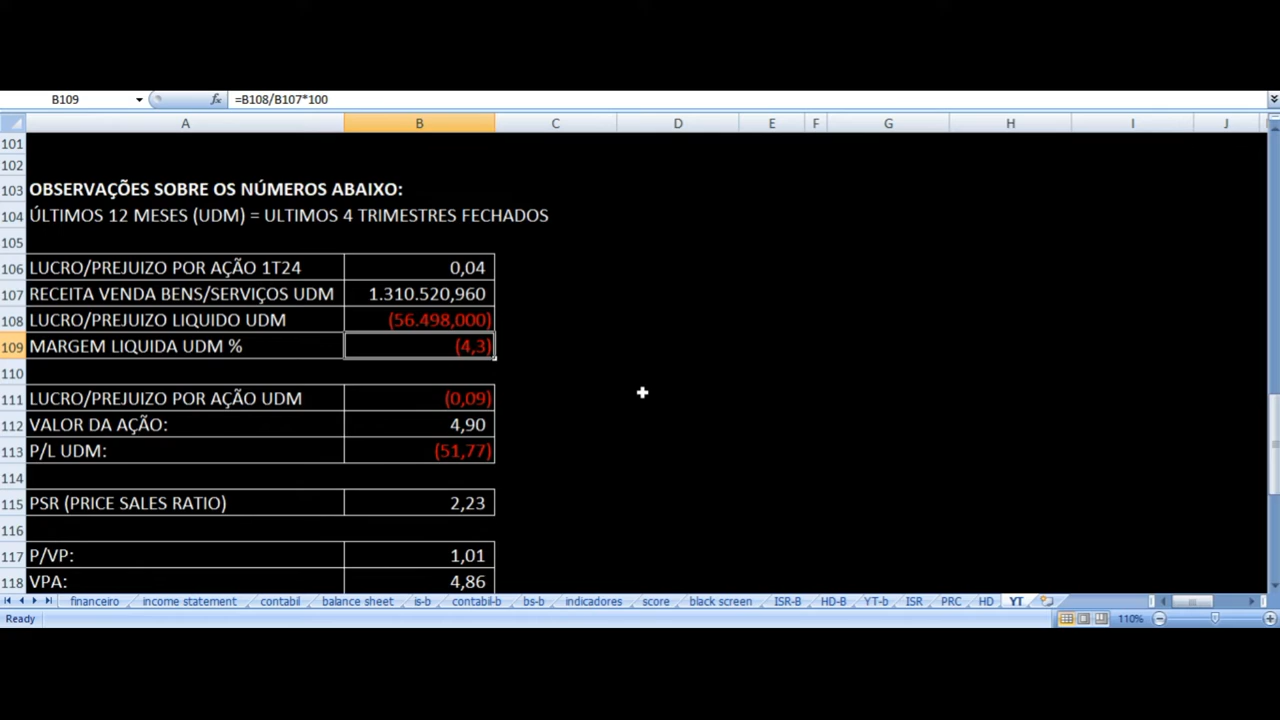 B109 fx =B108/B107*100
A B C D E F G H I J
101
102
103 OBSERVAÇÕES SOBRE OS NÚMEROS ABAIXO:
104 ÚLTIMOS 12 MESES (UDM) = ULTIMOS 4 TRIMESTRES FECHADOS
105
106 LUCRO/PREJUIZO POR AÇÃO 1T24 0,04
107 RECEITA VENDA BENS/SERVIÇOS UDM 1.310.520,960
108 LUCRO/PREJUIZO LIQUIDO UDM (56.498,000)
109 MARGEM LIQUIDA UDM % (4,3)
110
111 LUCRO/PREJUIZO POR AÇÃO UDM (0,09)
112 VALOR DA AÇÃO: 4,90
113 P/L UDM: (51,77)
114
115 PSR (PRICE SALES RATIO) 2,23
116
117 P/VP: 1,01
118 VPA: 4,86
financeiro income statement contabil balance sheet is-b contabil-b bs-b indicadores score black screen ISR-B HD-B YT-b ISR PRC HD YT
Ready 110%